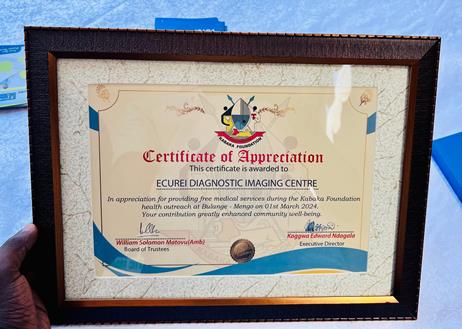 KABAKA FOUNDATION
Certificate of Appreciation
This certificate is awarded to
ECUREI DIAGNOSTIC IMAGING CENTRE
In appreciation for providing free medical services during the Kabaka Foundation
health outreach at Bulange - Mengo on 01st March 2024.
Your contribution greatly enhanced community well-being.
William Solomon Matovu(Amb)
Board of Trustees
Kaggwa Edward Ndagala
Executive Director